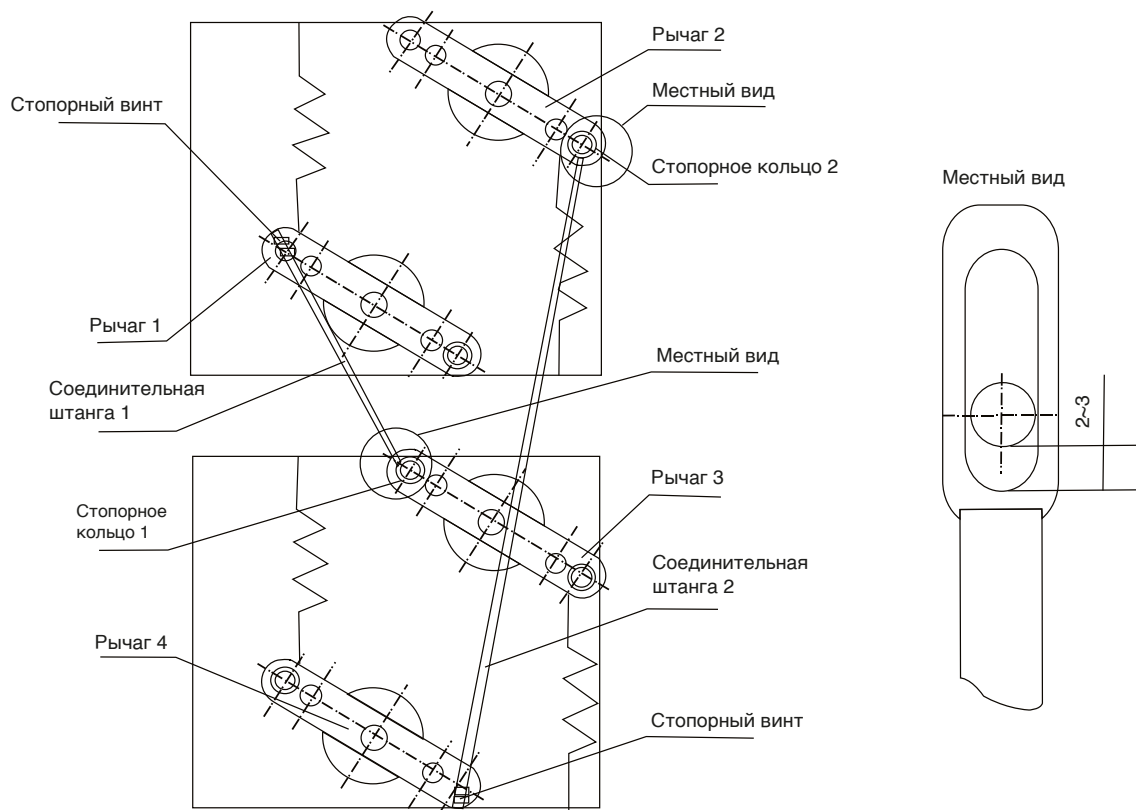 Рычаг 2
Местный вид
Стопорный винт
Стопорное кольцо 2
Местный вид
Рычаг 1
Местный вид
Соединительная
штанга 1
2~3
Рычаг 3
Стопорное
кольцо 1
Соединительная
штанга 2
Рычаг 4
Стопорный винт